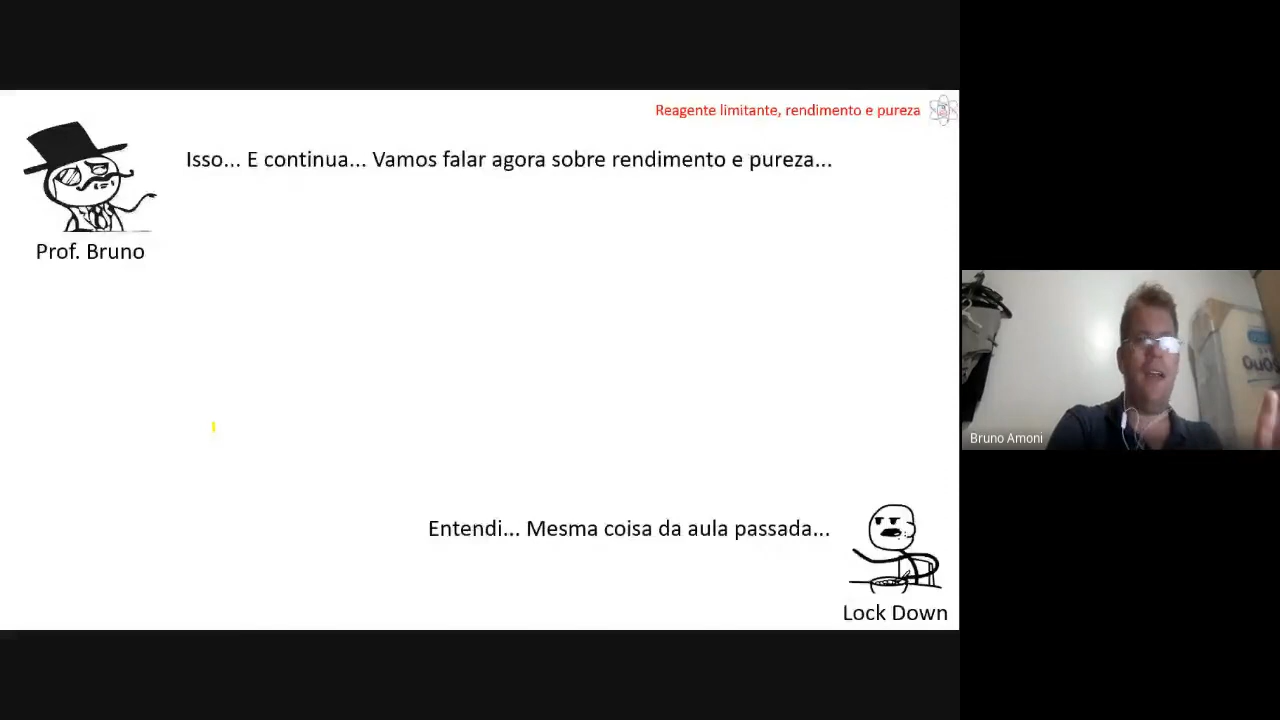 Reagente limitante, rendimento e pureza
Isso... E continua... Vamos falar agora sobre rendimento e pureza...
Prof. Bruno
Bruno Amoni
Entendi... Mesma coisa da aula passada...
Lock Down